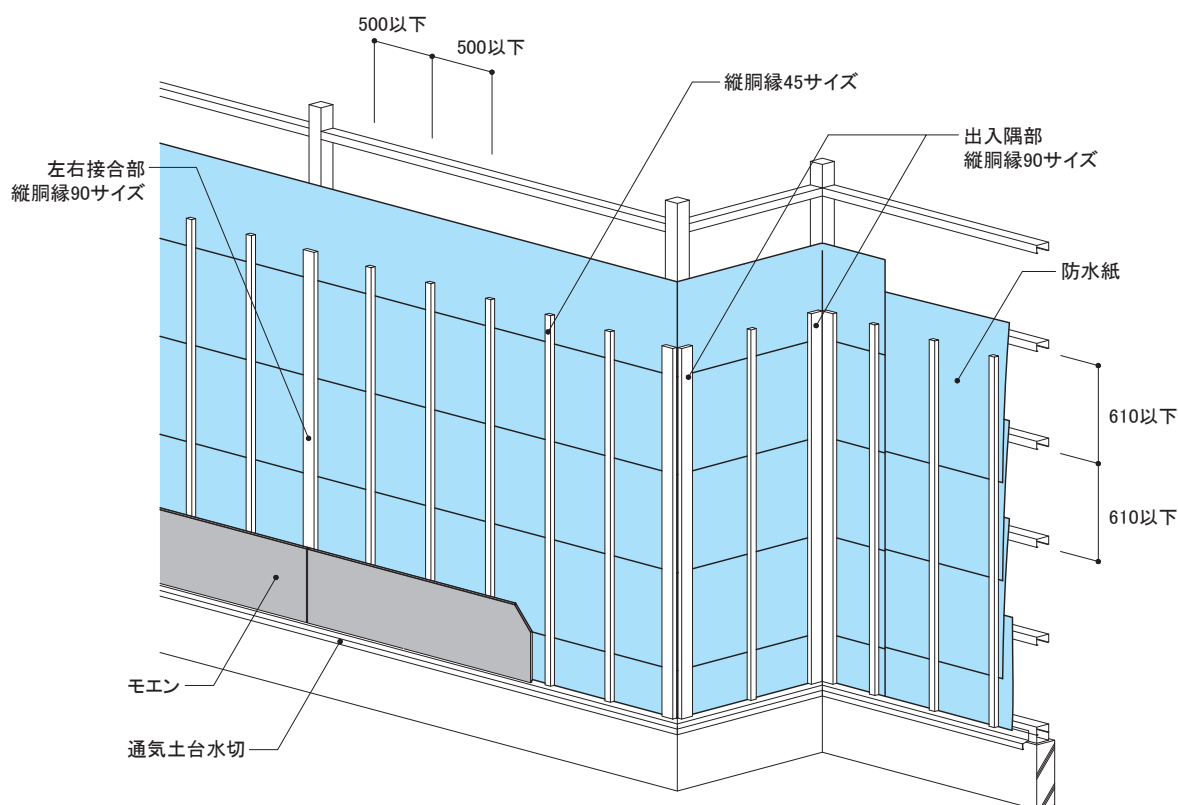 500以下
500以下
縦胴縁45サイズ
出入隅部
縦胴縁90サイズ
左右接合部
縦胴縁90サイズ
防水紙
610以下
610以下
モエン
通気土台水切